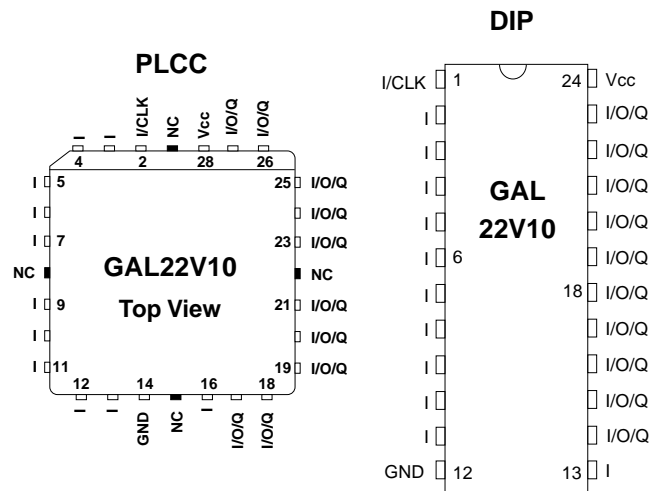 PLCC
I
I
I/CLK
NC
Vcc
I/O/Q
I/O/Q
4
2
28
26
I 5 25 I/O/Q
I I/O/Q
I 7 23 I/O/Q
NC GAL22V10 NC
I 9 21 I/O/Q
Top View
I I/O/Q
I 11 19 I/O/Q
12
14
16
18
I
I
GND
NC
I
I/O/Q
I/O/Q
DIP
I/CLK 1 24 Vcc
I I/O/Q
I I/O/Q
I GAL I/O/Q
I 22V10 I/O/Q
I 6 I/O/Q
I 18 I/O/Q
I I/O/Q
I I/O/Q
I I/O/Q
I I/O/Q
GND 12 13 I